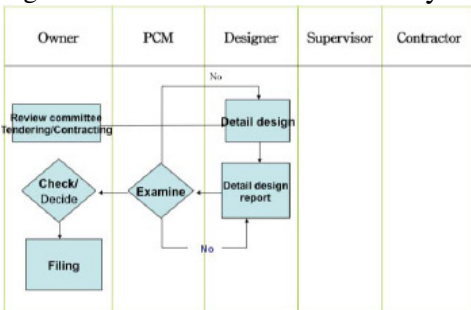 Owner PCM Designer Supervisor Contractor
No
Review committee
Tendering/Contracting
Detail design
Check/
Decide
Examine
Detail design
report
No
Filing